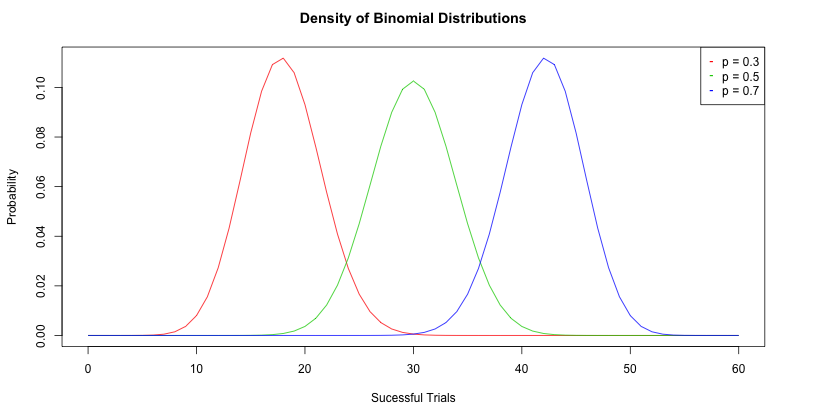 Density of Binomial Distributions
p = 0.3
p = 0.5
p = 0.7
Probability
0.10
0.08
0.06
0.04
0.02
0.00
0 10 20 30 40 50 60
Sucessful Trials